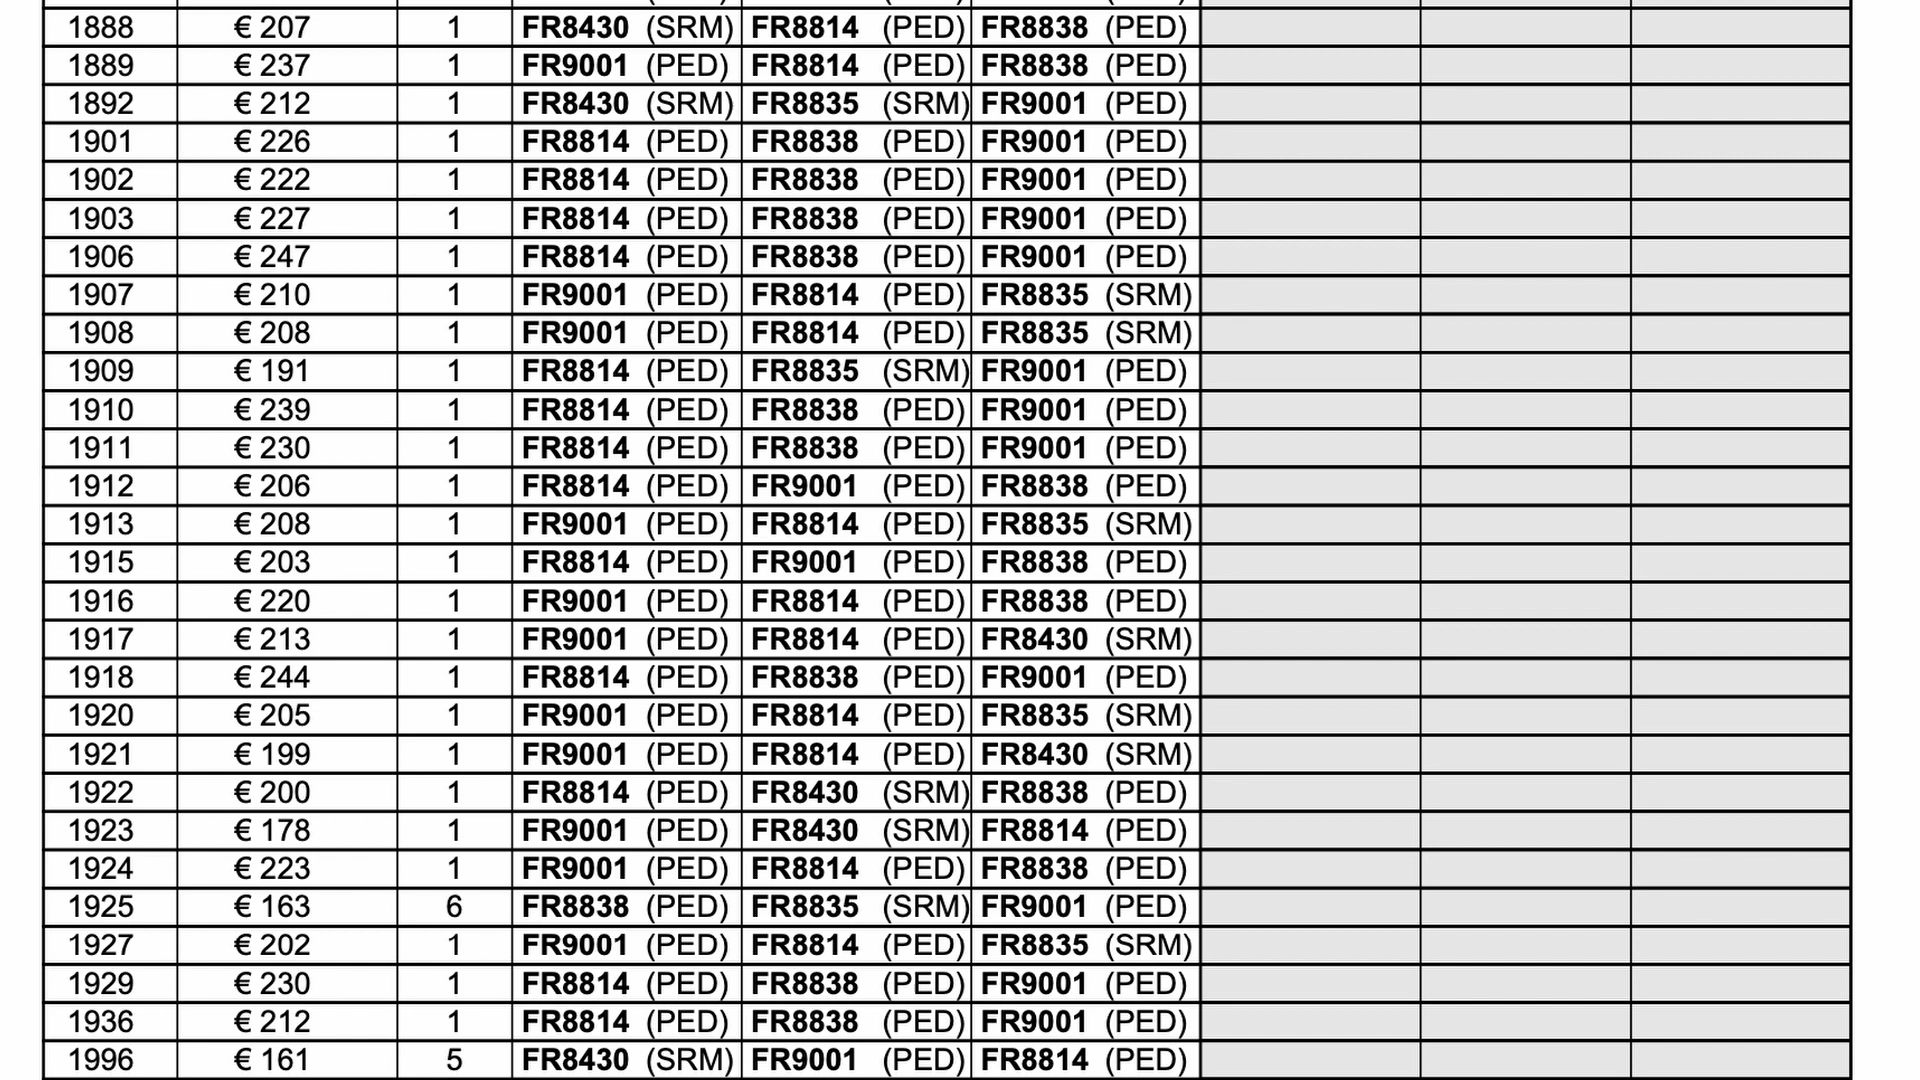 1888 € 207 1 FR8430 (SRM) FR8814 (PED) FR8838 (PED)
1889 € 237 1 FR9001 (PED) FR8814 (PED) FR8838 (PED)
1892 € 212 1 FR8430 (SRM) FR8835 (SRM) FR9001 (PED)
1901 € 226 1 FR8814 (PED) FR8838 (PED) FR9001 (PED)
1902 € 222 1 FR8814 (PED) FR8838 (PED) FR9001 (PED)
1903 € 227 1 FR8814 (PED) FR8838 (PED) FR9001 (PED)
1906 € 247 1 FR8814 (PED) FR8838 (PED) FR9001 (PED)
1907 € 210 1 FR9001 (PED) FR8814 (PED) FR8835 (SRM)
1908 € 208 1 FR9001 (PED) FR8814 (PED) FR8835 (SRM)
1909 € 191 1 FR8814 (PED) FR8835 (SRM) FR9001 (PED)
1910 € 239 1 FR8814 (PED) FR8838 (PED) FR9001 (PED)
1911 € 230 1 FR8814 (PED) FR8838 (PED) FR9001 (PED)
1912 € 206 1 FR8814 (PED) FR9001 (PED) FR8838 (PED)
1913 € 208 1 FR9001 (PED) FR8814 (PED) FR8835 (SRM)
1915 € 203 1 FR8814 (PED) FR9001 (PED) FR8838 (PED)
1916 € 220 1 FR9001 (PED) FR8814 (PED) FR8838 (PED)
1917 € 213 1 FR9001 (PED) FR8814 (PED) FR8430 (SRM)
1918 € 244 1 FR8814 (PED) FR8838 (PED) FR9001 (PED)
1920 € 205 1 FR9001 (PED) FR8814 (PED) FR8835 (SRM)
1921 € 199 1 FR9001 (PED) FR8814 (PED) FR8430 (SRM)
1922 € 200 1 FR8814 (PED) FR8430 (SRM) FR8838 (PED)
1923 € 178 1 FR9001 (PED) FR8430 (SRM) FR8814 (PED)
1924 € 223 1 FR9001 (PED) FR8814 (PED) FR8838 (PED)
1925 € 163 6 FR8838 (PED) FR8835 (SRM) FR9001 (PED)
1927 € 202 1 FR9001 (PED) FR8814 (PED) FR8835 (SRM)
1929 € 230 1 FR8814 (PED) FR8838 (PED) FR9001 (PED)
1936 € 212 1 FR8814 (PED) FR8838 (PED) FR9001 (PED)
1996 € 161 5 FR8430 (SRM) FR9001 (PED) FR8814 (PED)